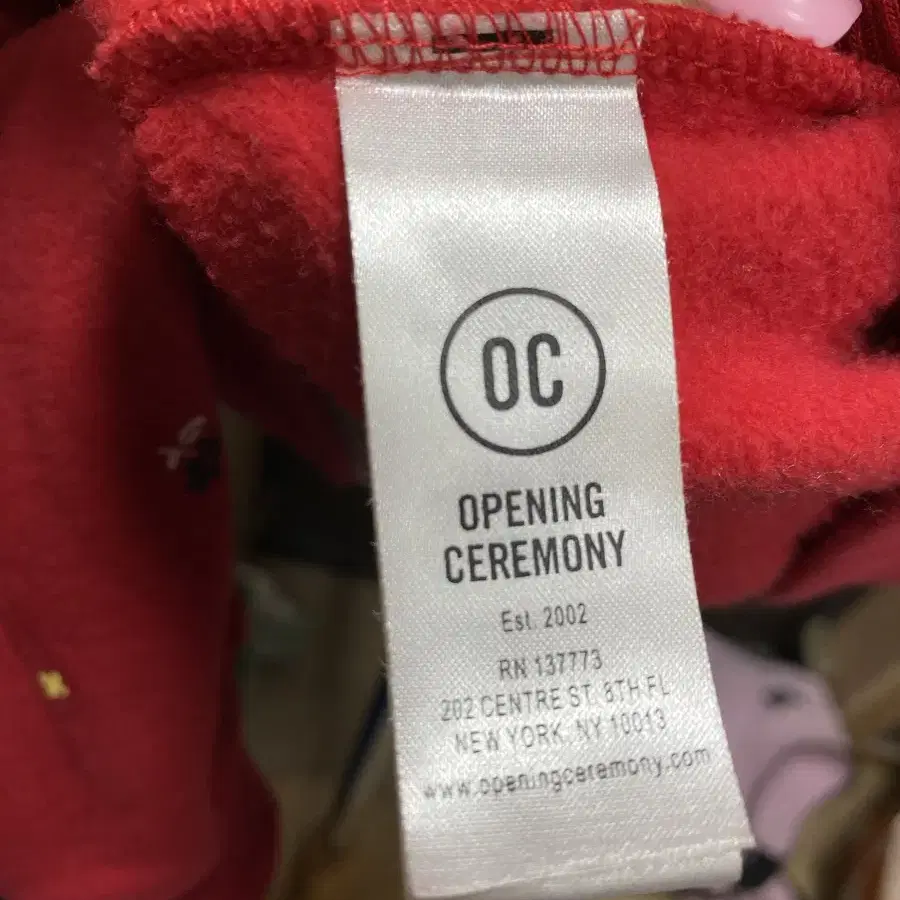 OC
OPENING
CEREMONY
Est. 2002
RN 137773
202 CENTRE ST. 8TH FL
NEW YORK, NY 10013
www.openingceremony.com